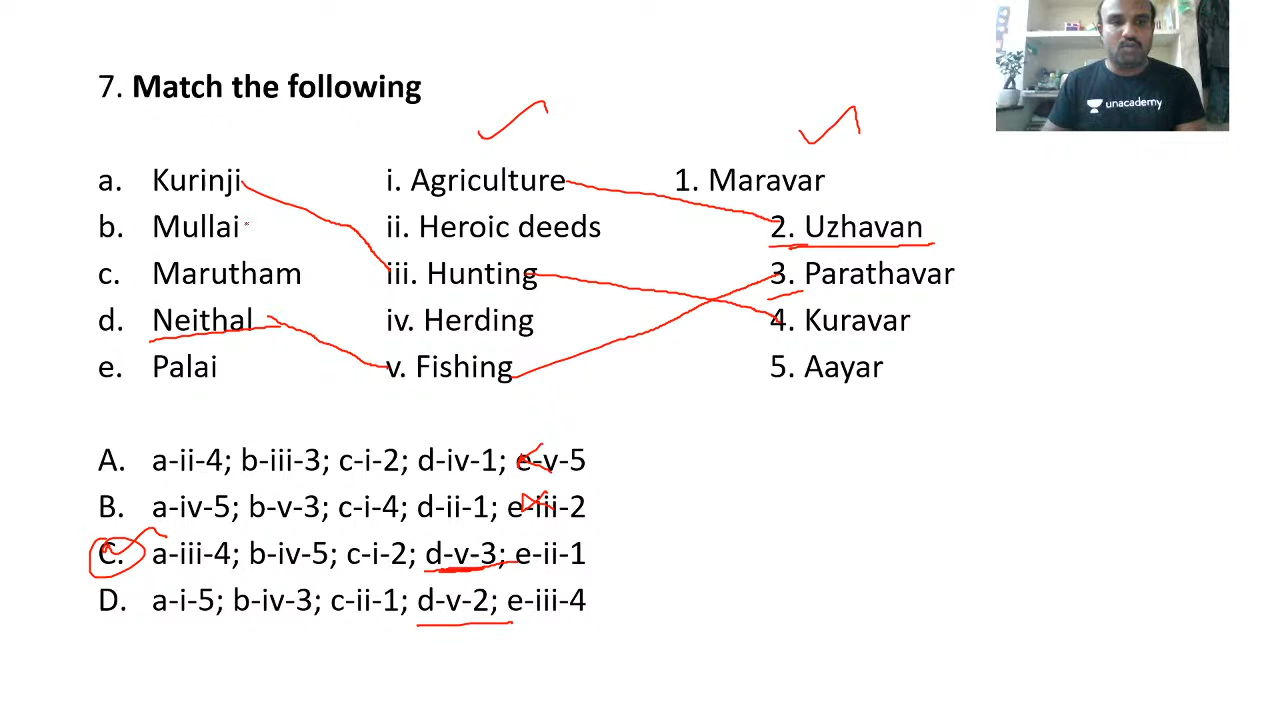 7. Match the following
unacademy
a. Kurinji i. Agriculture 1. Maravar
b. Mullai ii. Heroic deeds 2. Uzhavan
c. Marutham iii. Hunting 3. Parathavar
d. Neithal iv. Herding 4. Kuravar
e. Palai v. Fishing 5. Aayar
A. a-ii-4; b-iii-3; c-i-2; d-iv-1; e-v-5
B. a-iv-5; b-v-3; c-i-4; d-ii-1; e-iii-2
C. a-iii-4; b-iv-5; c-i-2; d-v-3; e-ii-1
D. a-i-5; b-iv-3; c-ii-1; d-v-2; e-iii-4